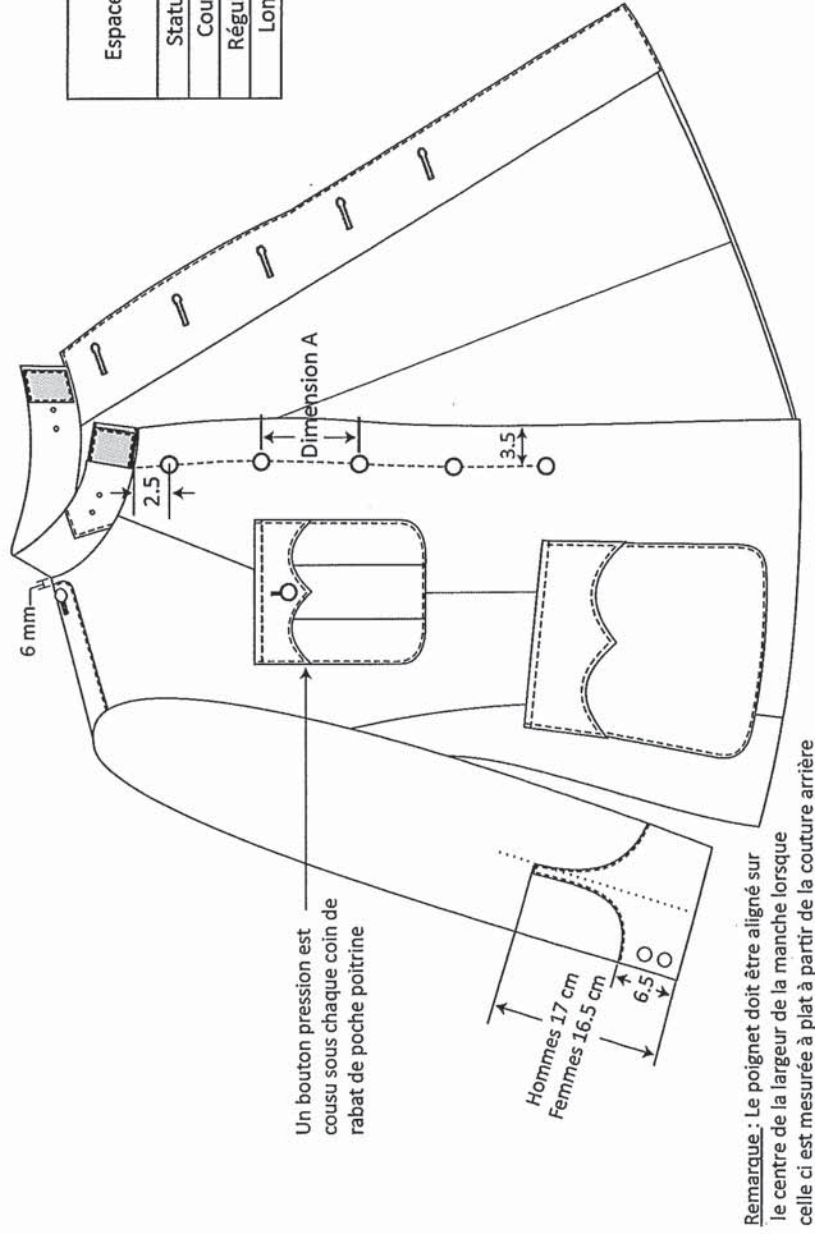 Espace
Statu
Cou
Régu
Lon
6 mm
2.5
Dimension A
3.5
Un bouton pression est
cousu sous chaque coin de
rabat de poche poitrine
Hommes 17 cm
Femmes 16.5 cm
6.5
Remarque : Le poignet doit être aligné sur
le centre de la largeur de la manche lorsque
celle ci est mesurée à plat à partir de la couture arrière